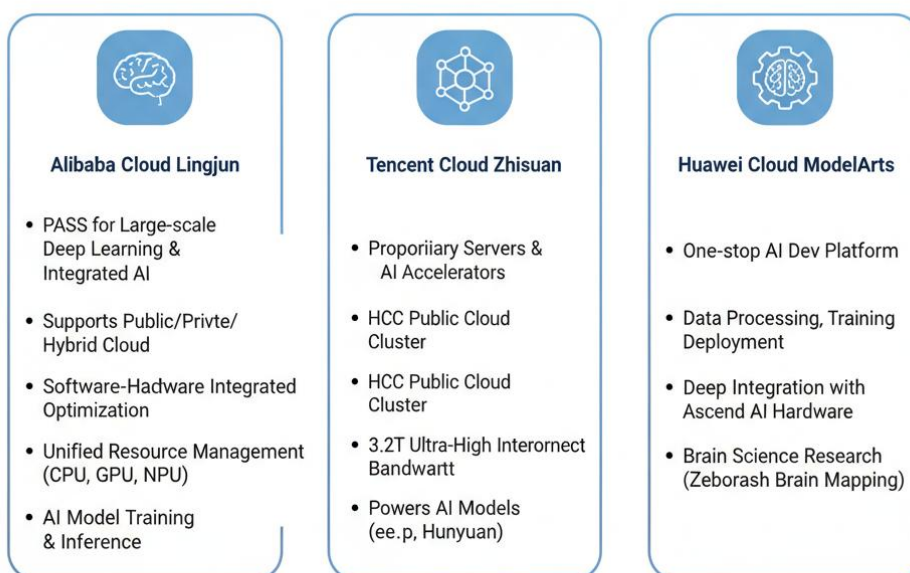 Alibaba Cloud Lingjun
• PASS for Large-scale
Deep Learning &
Integrated AI
• Supports Public/Privte/
Hybrid Cloud
• Software-Hadware Integrated
Optimization
• Unified Resource Management
(CPU, GPU, NPU)
• AI Model Training
& Inference
Tencent Cloud Zhisuan
• Proporiiary Servers &
AI Accelerators
• HCC Public Cloud
Cluster
• HCC Public Cloud
Cluster
• 3.2T Ultra-High Interornect
Bandwartt
• Powers AI Models
(ee.p, Hunyuan)
Huawei Cloud ModelArts
• One-stop AI Dev Platform
• Data Processing, Training
Deployment
• Deep Integration with
Ascend AI Hardware
• Brain Science Research
(Zeborash Brain Mapping)